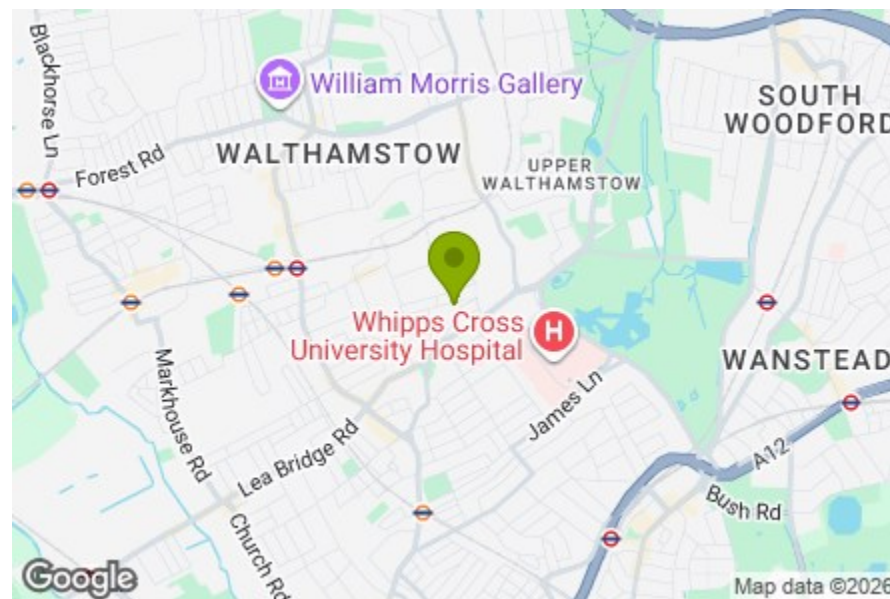 Blackhorse Ln
William Morris Gallery
SOUTH
WOODFORD
Forest Rd
WALTHAMSTOW
UPPER
WALTHAMSTOW
Whipps Cross
University Hospital
H
WANSTEAD
Markhouse Rd
James Ln
Lea Bridge Rd
A12
Bush Rd
Church Rd
Google
Map data ©2026